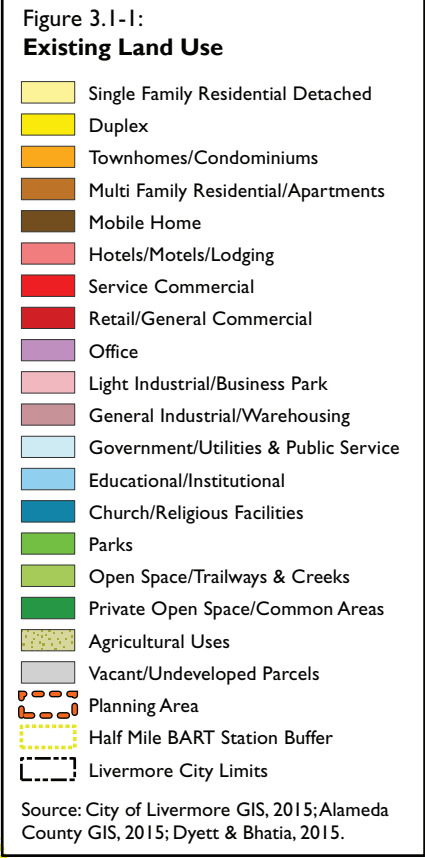 Figure 3.1-1:
Existing Land Use
Single Family Residential Detached
Duplex
Townhomes/Condominiums
Multi Family Residential/Apartments
Mobile Home
Hotels/Motels/Lodging
Service Commercial
Retail/General Commercial
Office
Light Industrial/Business Park
General Industrial/Warehousing
Government/Utilities & Public Service
Educational/Institutional
Church/Religious Facilities
Parks
Open Space/Trailways & Creeks
Private Open Space/Common Areas
Agricultural Uses
Vacant/Undeveloped Parcels
Planning Area
Half Mile BART Station Buffer
Livermore City Limits
Source: City of Livermore GIS, 2015; Alameda
County GIS, 2015; Dyett & Bhatia, 2015.